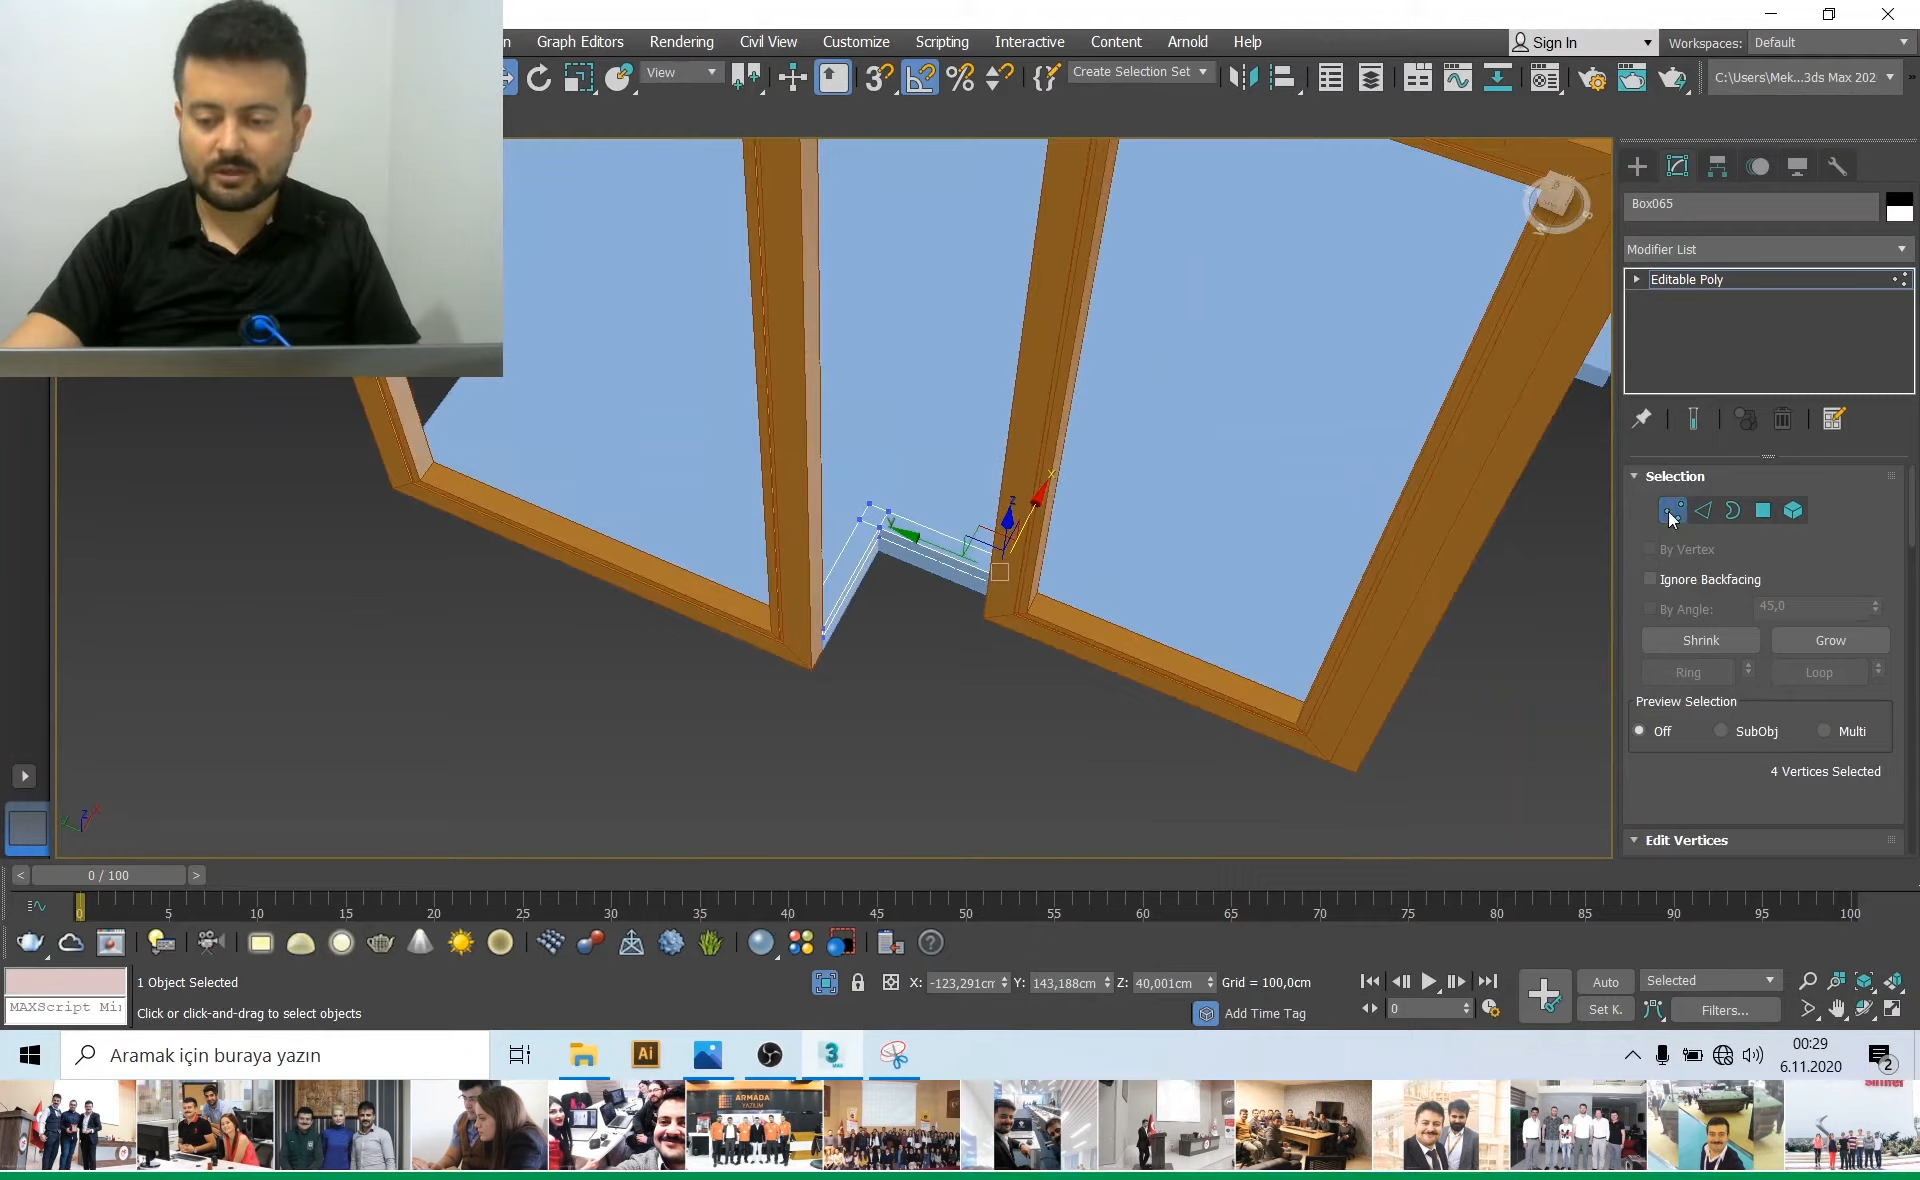 n Graph Editors Rendering Civil View Customize Scripting Interactive Content Arnold Help
Sign In Workspaces: Default
View Create Selection Set C:\Users\Mek...3ds Max 202
Box065
Modifier List
Editable Poly
Selection
By Vertex
Ignore Backfacing
By Angle: 45,0
Shrink Grow
Ring Loop
Preview Selection
Off SubObj Multi
4 Vertices Selected
Edit Vertices
< 0 / 100 >
0 5 10 15 20 25 30 35 40 45 50 55 60 65 70 75 80 85 90 95 100
1 Object Selected
X: -123,291cm Y: 143,188cm Z: 40,001cm Grid = 100,0cm
Auto Selected
MAXScript Mi
Click or click-and-drag to select objects
Add Time Tag
0
Set K. Filters...
Aramak için buraya yazın
Ai
3
00:29
6.11.2020
2
ARMADA
YAZILIM